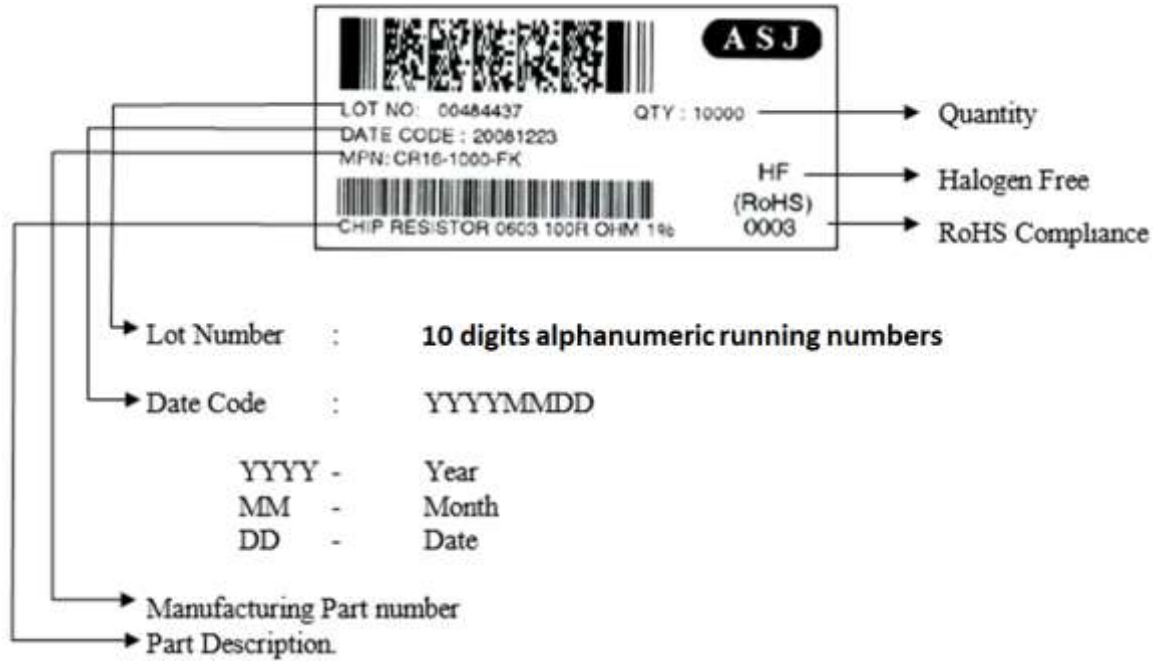 ASJ
LOT NO: 00484437 QTY : 10000 Quantity
DATE CODE : 20081223
MPN: CR16-1000-FK
HF Halogen Free
(RoHS)
CHIP RESISTOR 0603 100R OHM 1% 0003 RoHS Compliance
Lot Number : 10 digits alphanumeric running numbers
Date Code : YYYYMMDD
YYYY - Year
MM - Month
DD - Date
Manufacturing Part number
Part Description.